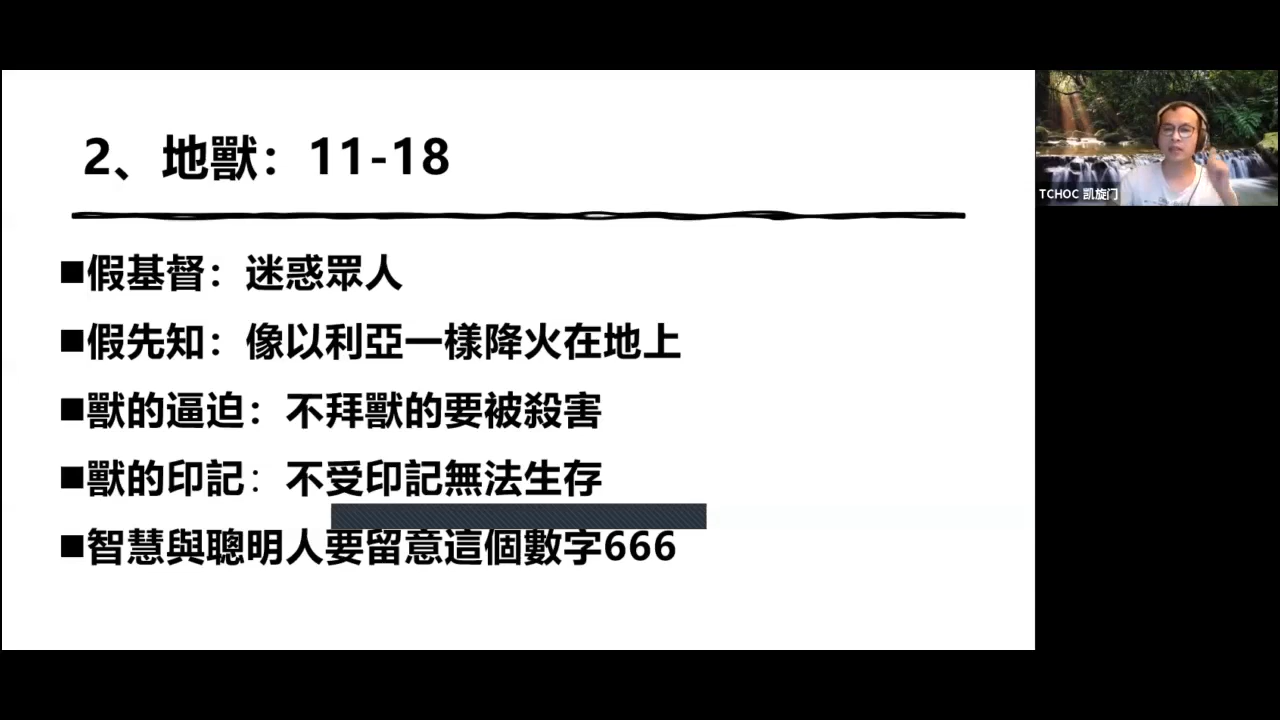 2、地獸：11-18
■假基督：迷惑眾人
■假先知：像以利亞一樣降火在地上
■獸的逼迫：不拜獸的要被殺害
■獸的印記：不受印記無法生存
■智慧與聰明人要留意這個數字666
TCHOC 凯旋门